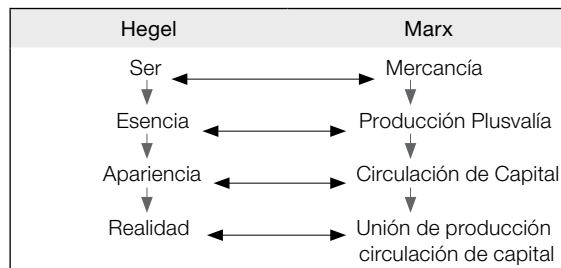 Hegel Marx
Ser Mercancía
Esencia Producción Plusvalía
Apariencia Circulación de Capital
Realidad Unión de producción
circulación de capital